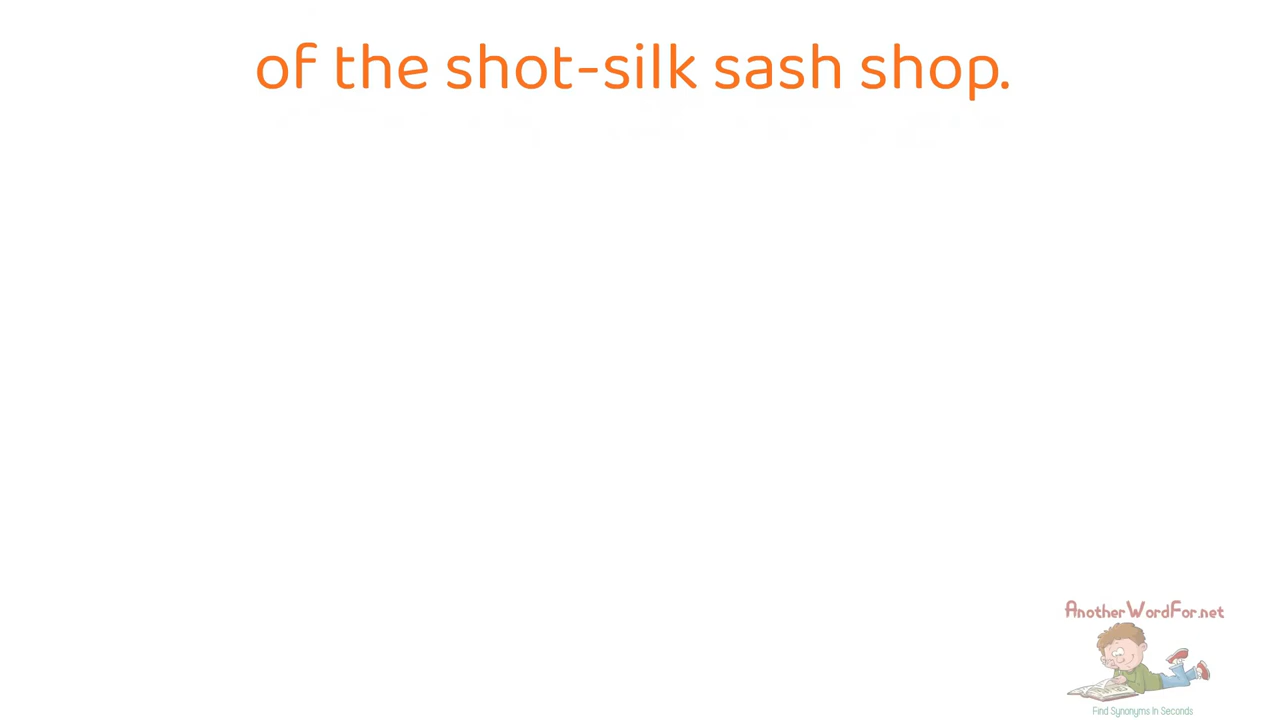 of the shot-silk sash shop.
AnotherWordFor.net
Find Synonyms In Seconds